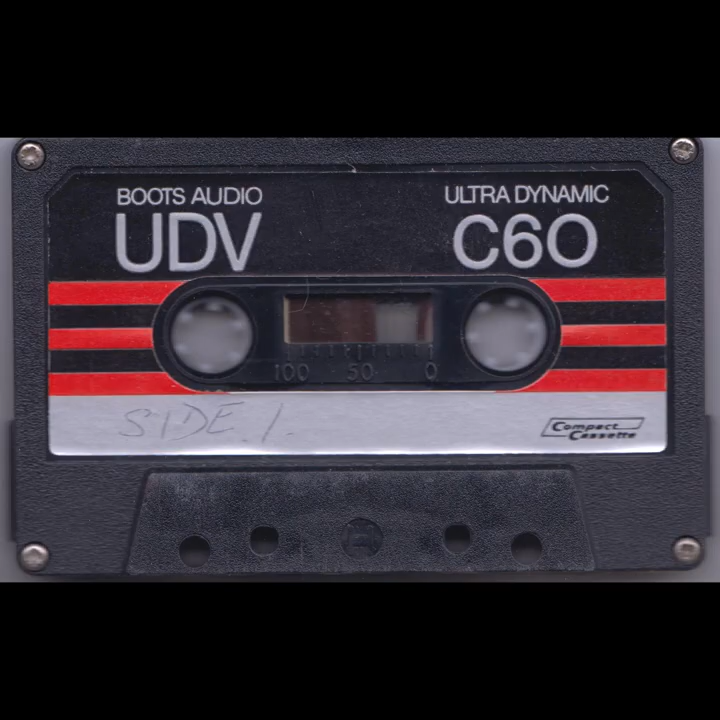 BOOTS AUDIO
UDV
ULTRA DYNAMIC
C60
100 50 0
SIDE. 1.
Compact
Cassette